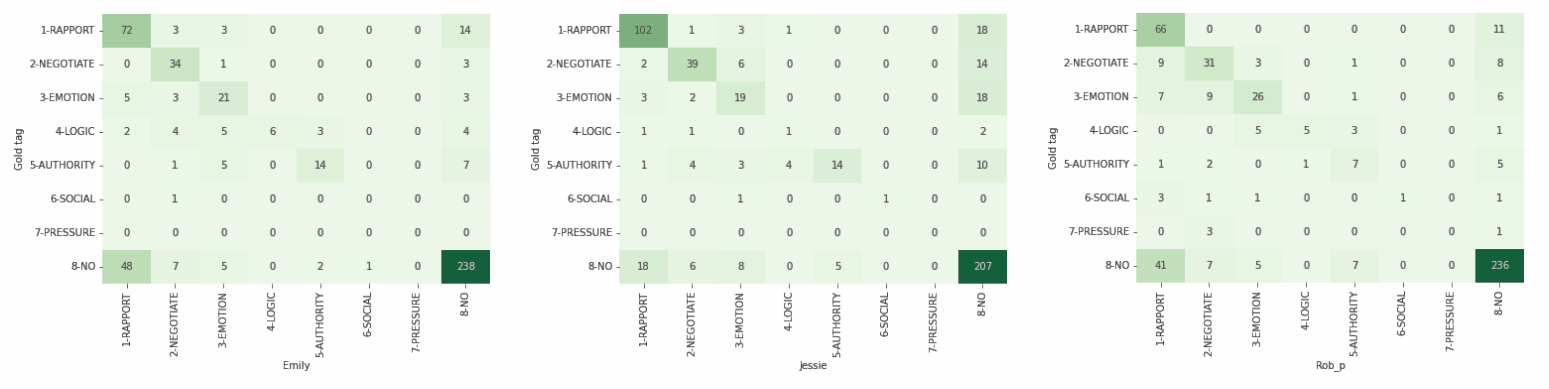 Gold tag
1-RAPPORT 72 3 3 0 0 0 0 14
2-NEGOTIATE 0 34 1 0 0 0 0 3
3-EMOTION 5 3 21 0 0 0 0 3
4-LOGIC 2 4 5 6 3 0 0 4
5-AUTHORITY 0 1 5 0 14 0 0 7
6-SOCIAL 0 1 0 0 0 0 0 0
7-PRESSURE 0 0 0 0 0 0 0 0
8-NO 48 7 5 0 2 1 0 238
1-RAPPORT 2-NEGOTIATE 3-EMOTION 4-LOGIC 5-AUTHORITY 6-SOCIAL 7-PRESSURE 8-NO
Emily
Gold tag
1-RAPPORT 102 1 3 1 0 0 0 18
2-NEGOTIATE 2 39 6 0 0 0 0 14
3-EMOTION 3 2 19 0 0 0 0 18
4-LOGIC 1 1 0 1 0 0 0 2
5-AUTHORITY 1 4 3 4 14 0 0 10
6-SOCIAL 0 0 1 0 0 1 0 0
7-PRESSURE 0 0 0 0 0 0 0 0
8-NO 18 6 8 0 5 0 0 207
1-RAPPORT 2-NEGOTIATE 3-EMOTION 4-LOGIC 5-AUTHORITY 6-SOCIAL 7-PRESSURE 8-NO
Jessie
Gold tag
1-RAPPORT 66 0 0 0 0 0 0 11
2-NEGOTIATE 9 31 3 0 1 0 0 8
3-EMOTION 7 9 26 0 1 0 0 6
4-LOGIC 0 0 5 5 3 0 0 1
5-AUTHORITY 1 2 0 1 7 0 0 5
6-SOCIAL 3 1 1 0 0 1 0 1
7-PRESSURE 0 3 0 0 0 0 0 1
8-NO 41 7 5 0 7 0 0 236
1-RAPPORT 2-NEGOTIATE 3-EMOTION 4-LOGIC 5-AUTHORITY 6-SOCIAL 7-PRESSURE 8-NO
Rob_p